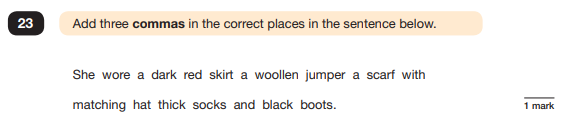 23 Add three commas in the correct places in the sentence below.
She wore a dark red skirt a woollen jumper a scarf with
matching hat thick socks and black boots.
1 mark